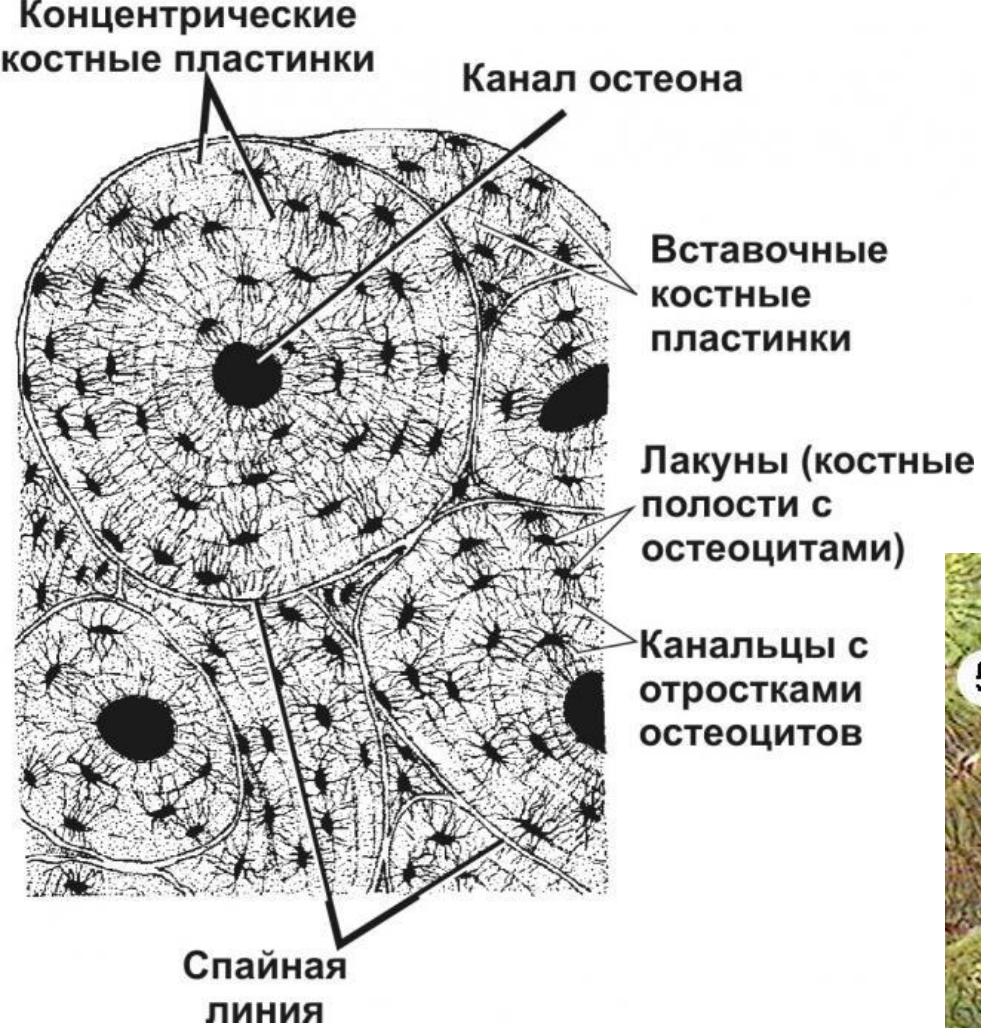 Концентрические
костные пластинки
Канал остеона
Вставочные
костные
пластинки
Лакуны (костные
полости с
остеоцитами)
Канальцы с
отростками
остеоцитов
Спайная
линия